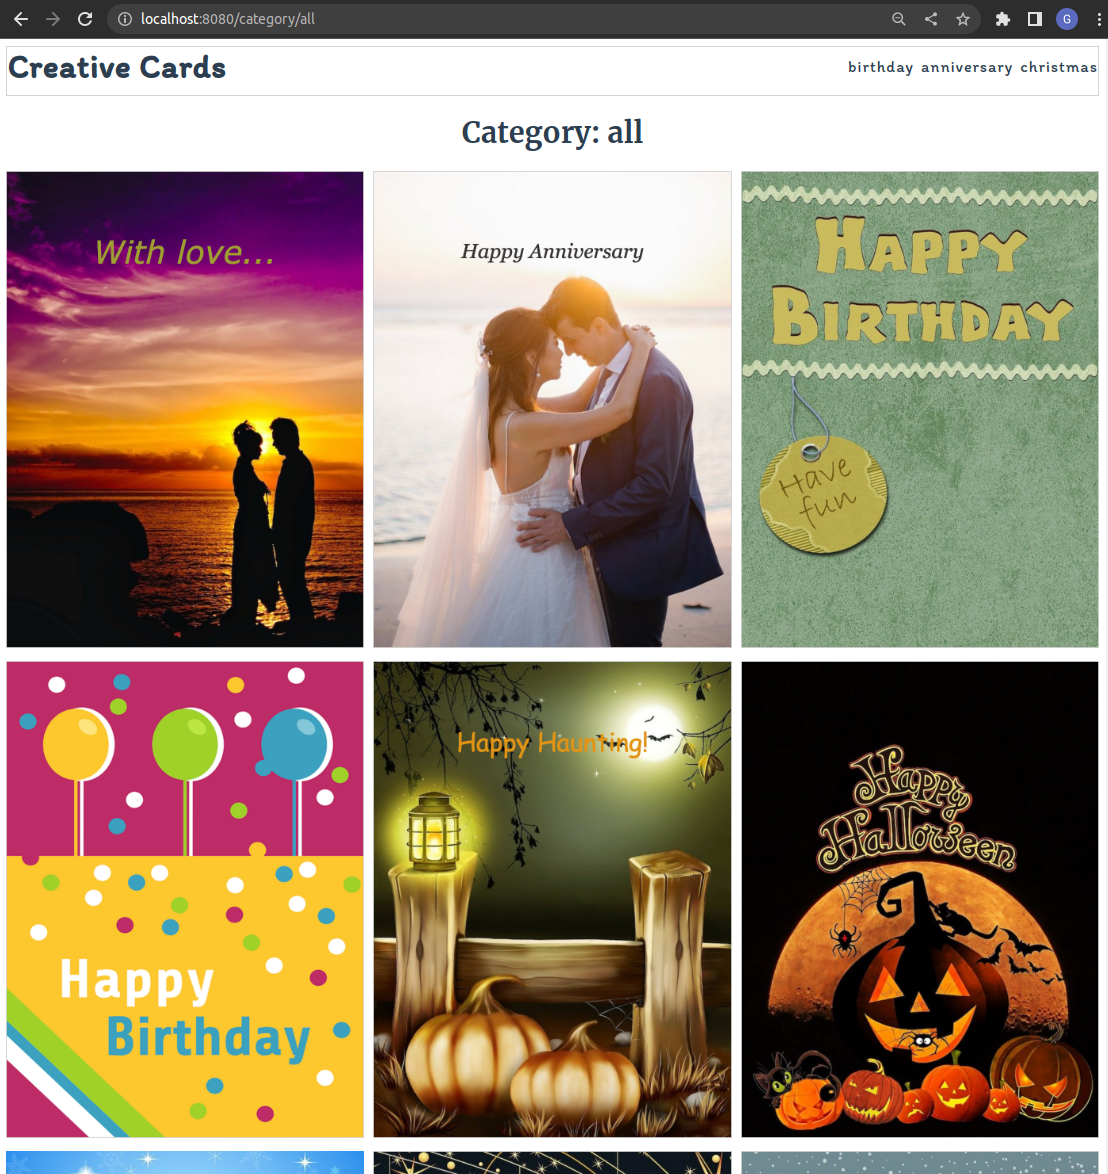 localhost:8080/category/all
G
Creative Cards
birthday anniversary christmas
Category: all
With love...
Happy Anniversary
Happy
Birthday
Have
fun
Happy
Birthday
Happy Haunting!
Happy
Halloween